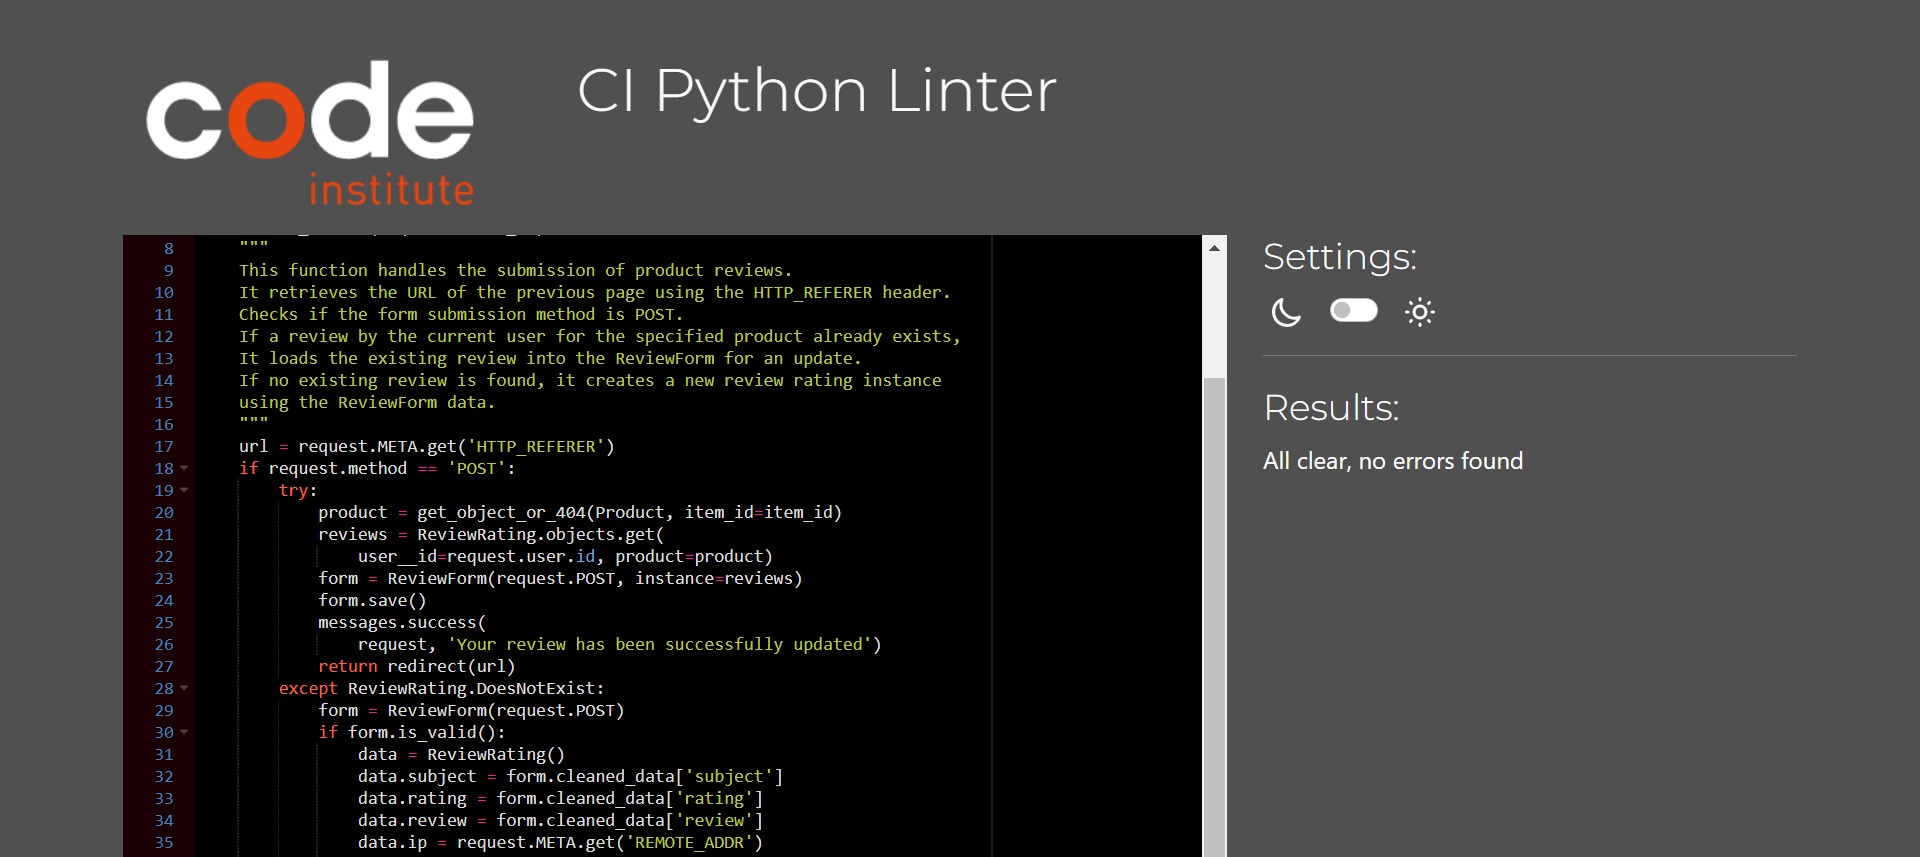 code
institute
CI Python Linter
8 """
9 This function handles the submission of product reviews.
10 It retrieves the URL of the previous page using the HTTP_REFERER header.
11 Checks if the form submission method is POST.
12 If a review by the current user for the specified product already exists,
13 It loads the existing review into the ReviewForm for an update.
14 If no existing review is found, it creates a new review rating instance
15 using the ReviewForm data.
16 """
17 url = request.META.get('HTTP_REFERER')
18 if request.method == 'POST':
19 try:
20 product = get_object_or_404(Product, item_id=item_id)
21 reviews = ReviewRating.objects.get(
22 user__id=request.user.id, product=product)
23 form = ReviewForm(request.POST, instance=reviews)
24 form.save()
25 messages.success(
26 request, 'Your review has been successfully updated')
27 return redirect(url)
28 except ReviewRating.DoesNotExist:
29 form = ReviewForm(request.POST)
30 if form.is_valid():
31 data = ReviewRating()
32 data.subject = form.cleaned_data['subject']
33 data.rating = form.cleaned_data['rating']
34 data.review = form.cleaned_data['review']
35 data.ip = request.META.get('REMOTE_ADDR')
Settings:
Results:
All clear, no errors found